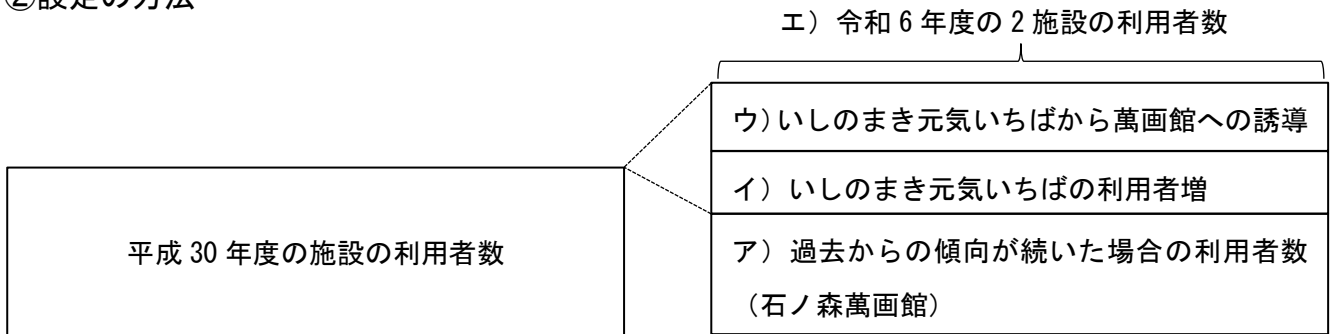 ②設定の方法
エ）令和6年度の2施設の利用者数
ウ）いしのまき元気いちばから萬画館への誘導
イ）いしのまき元気いちばの利用者増
平成30年度の施設の利用者数
ア）過去からの傾向が続いた場合の利用者数
（石ノ森萬画館）